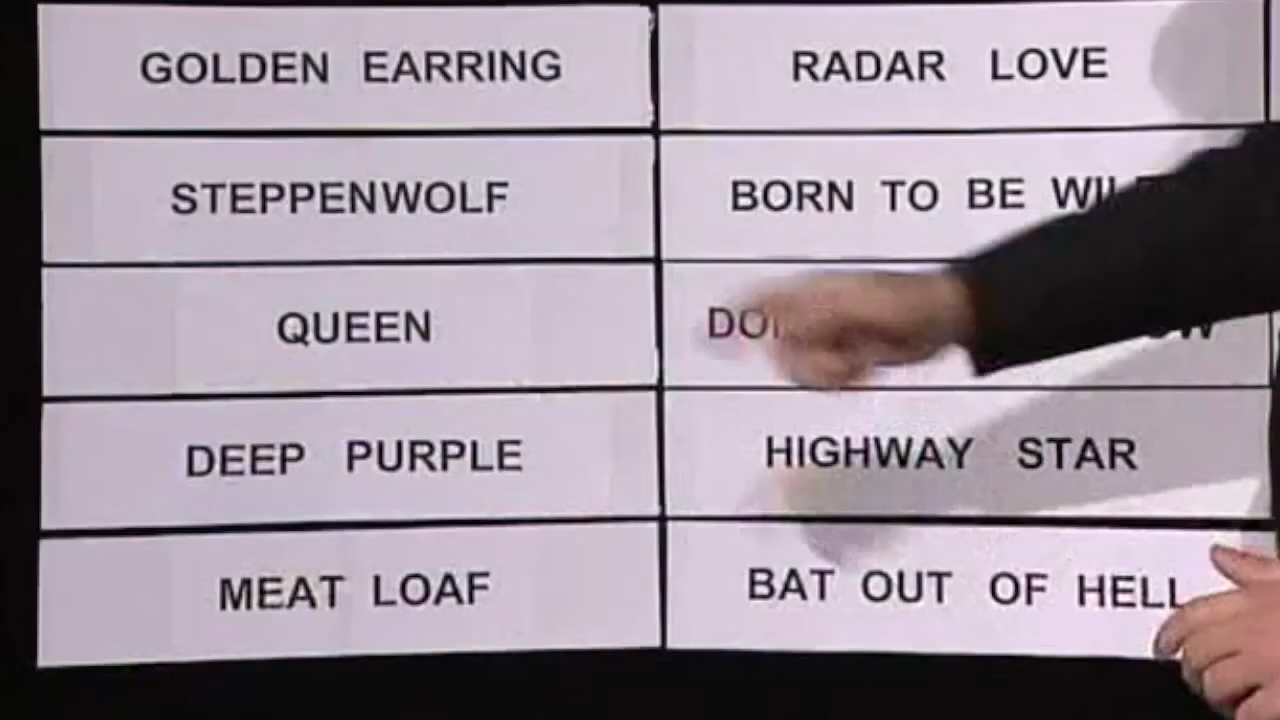 GOLDEN EARRING RADAR LOVE
STEPPENWOLF BORN TO BE
QUEEN
DEEP PURPLE HIGHWAY STAR
MEAT LOAF BAT OUT OF HELL